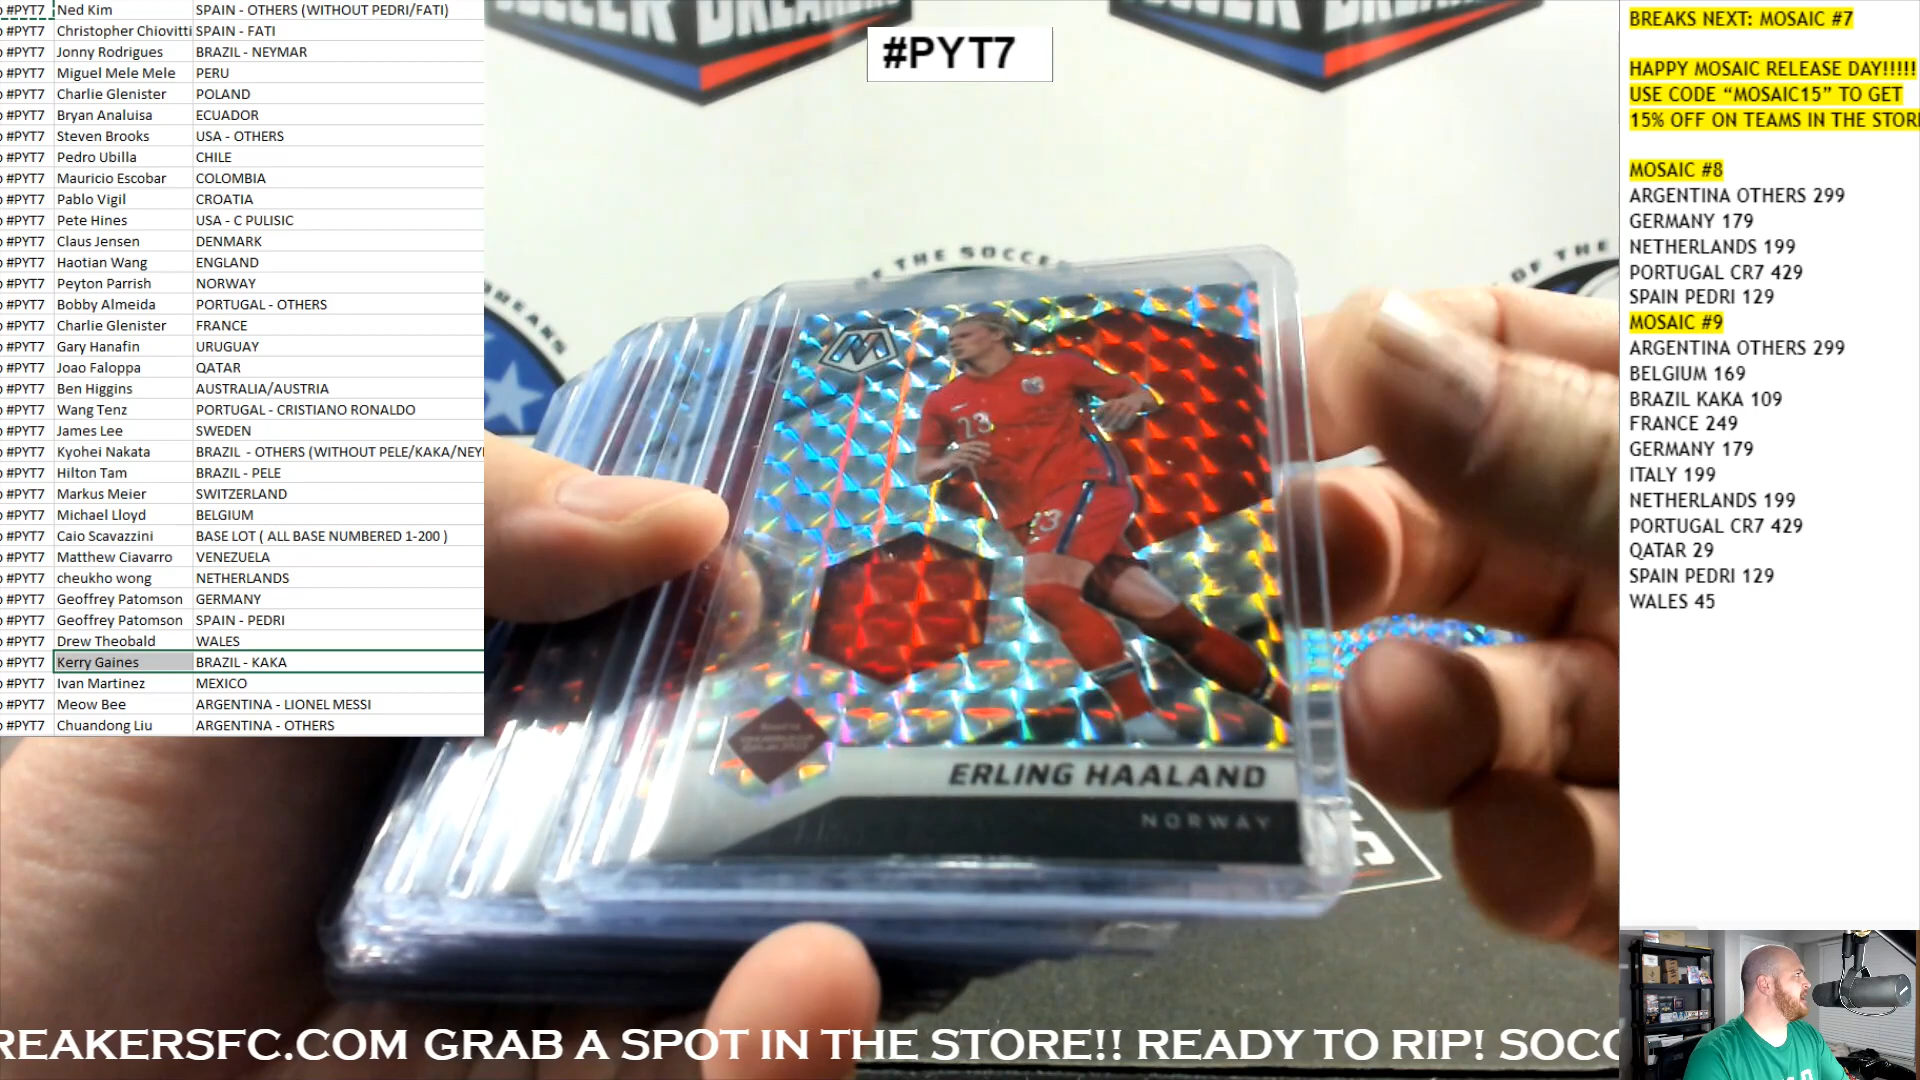 #PYT7 Ned Kim SPAIN - OTHERS (WITHOUT PEDRI/FATI)
#PYT7 Christopher Chiovitti SPAIN - FATI
#PYT7 Jonny Rodrigues BRAZIL - NEYMAR
#PYT7 Miguel Mele Mele PERU
#PYT7 Charlie Glenister POLAND
#PYT7 Bryan Analuisa ECUADOR
#PYT7 Steven Brooks USA - OTHERS
#PYT7 Pedro Ubilla CHILE
#PYT7 Mauricio Escobar COLOMBIA
#PYT7 Pablo Vigil CROATIA
#PYT7 Pete Hines USA - C PULISIC
#PYT7 Claus Jensen DENMARK
#PYT7 Haotian Wang ENGLAND
#PYT7 Peyton Parrish NORWAY
#PYT7 Bobby Almeida PORTUGAL - OTHERS
#PYT7 Charlie Glenister FRANCE
#PYT7 Gary Hanafin URUGUAY
#PYT7 Joao Faloppa QATAR
#PYT7 Ben Higgins AUSTRALIA/AUSTRIA
#PYT7 Wang Tenz PORTUGAL - CRISTIANO RONALDO
#PYT7 James Lee SWEDEN
#PYT7 Kyohei Nakata BRAZIL - OTHERS (WITHOUT PELE/KAKA/NEY
#PYT7 Hilton Tam BRAZIL - PELE
#PYT7 Markus Meier SWITZERLAND
#PYT7 Michael Lloyd BELGIUM
#PYT7 Caio Scavazzini BASE LOT ( ALL BASE NUMBERED 1-200 )
#PYT7 Matthew Ciavarro VENEZUELA
#PYT7 cheukho wong NETHERLANDS
#PYT7 Geoffrey Patomson GERMANY
#PYT7 Geoffrey Patomson SPAIN - PEDRI
#PYT7 Drew Theobald WALES
#PYT7 Kerry Gaines BRAZIL - KAKA
#PYT7 Ivan Martinez MEXICO
#PYT7 Meow Bee ARGENTINA - LIONEL MESSI
#PYT7 Chuandong Liu ARGENTINA - OTHERS
#PYT7
OF THE SOCCER
OF THE
BREAKS
M
23
23
ERLING HAALAND
NORWAY
BREAKS NEXT: MOSAIC #7
HAPPY MOSAIC RELEASE DAY!!!!!
USE CODE “MOSAIC15” TO GET
15% OFF ON TEAMS IN THE STORE
MOSAIC #8
ARGENTINA OTHERS 299
GERMANY 179
NETHERLANDS 199
PORTUGAL CR7 429
SPAIN PEDRI 129
MOSAIC #9
ARGENTINA OTHERS 299
BELGIUM 169
BRAZIL KAKA 109
FRANCE 249
GERMANY 179
ITALY 199
NETHERLANDS 199
PORTUGAL CR7 429
QATAR 29
SPAIN PEDRI 129
WALES 45
REAKERSFC.COM GRAB A SPOT IN THE STORE!! READY TO RIP! SOCC